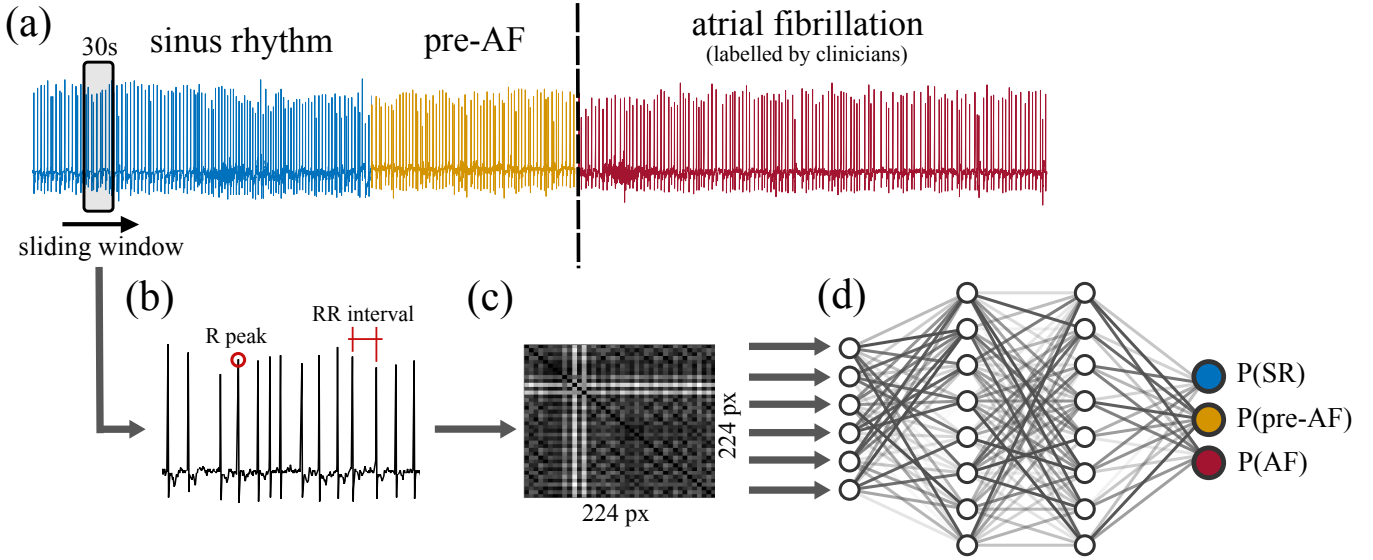 (a)
30s
sinus rhythm
pre-AF
atrial fibrillation
(labelled by clinicians)
sliding window
(b)
R peak
RR interval
(c)
224 px
224 px
(d)
P(SR)
P(pre-AF)
P(AF)